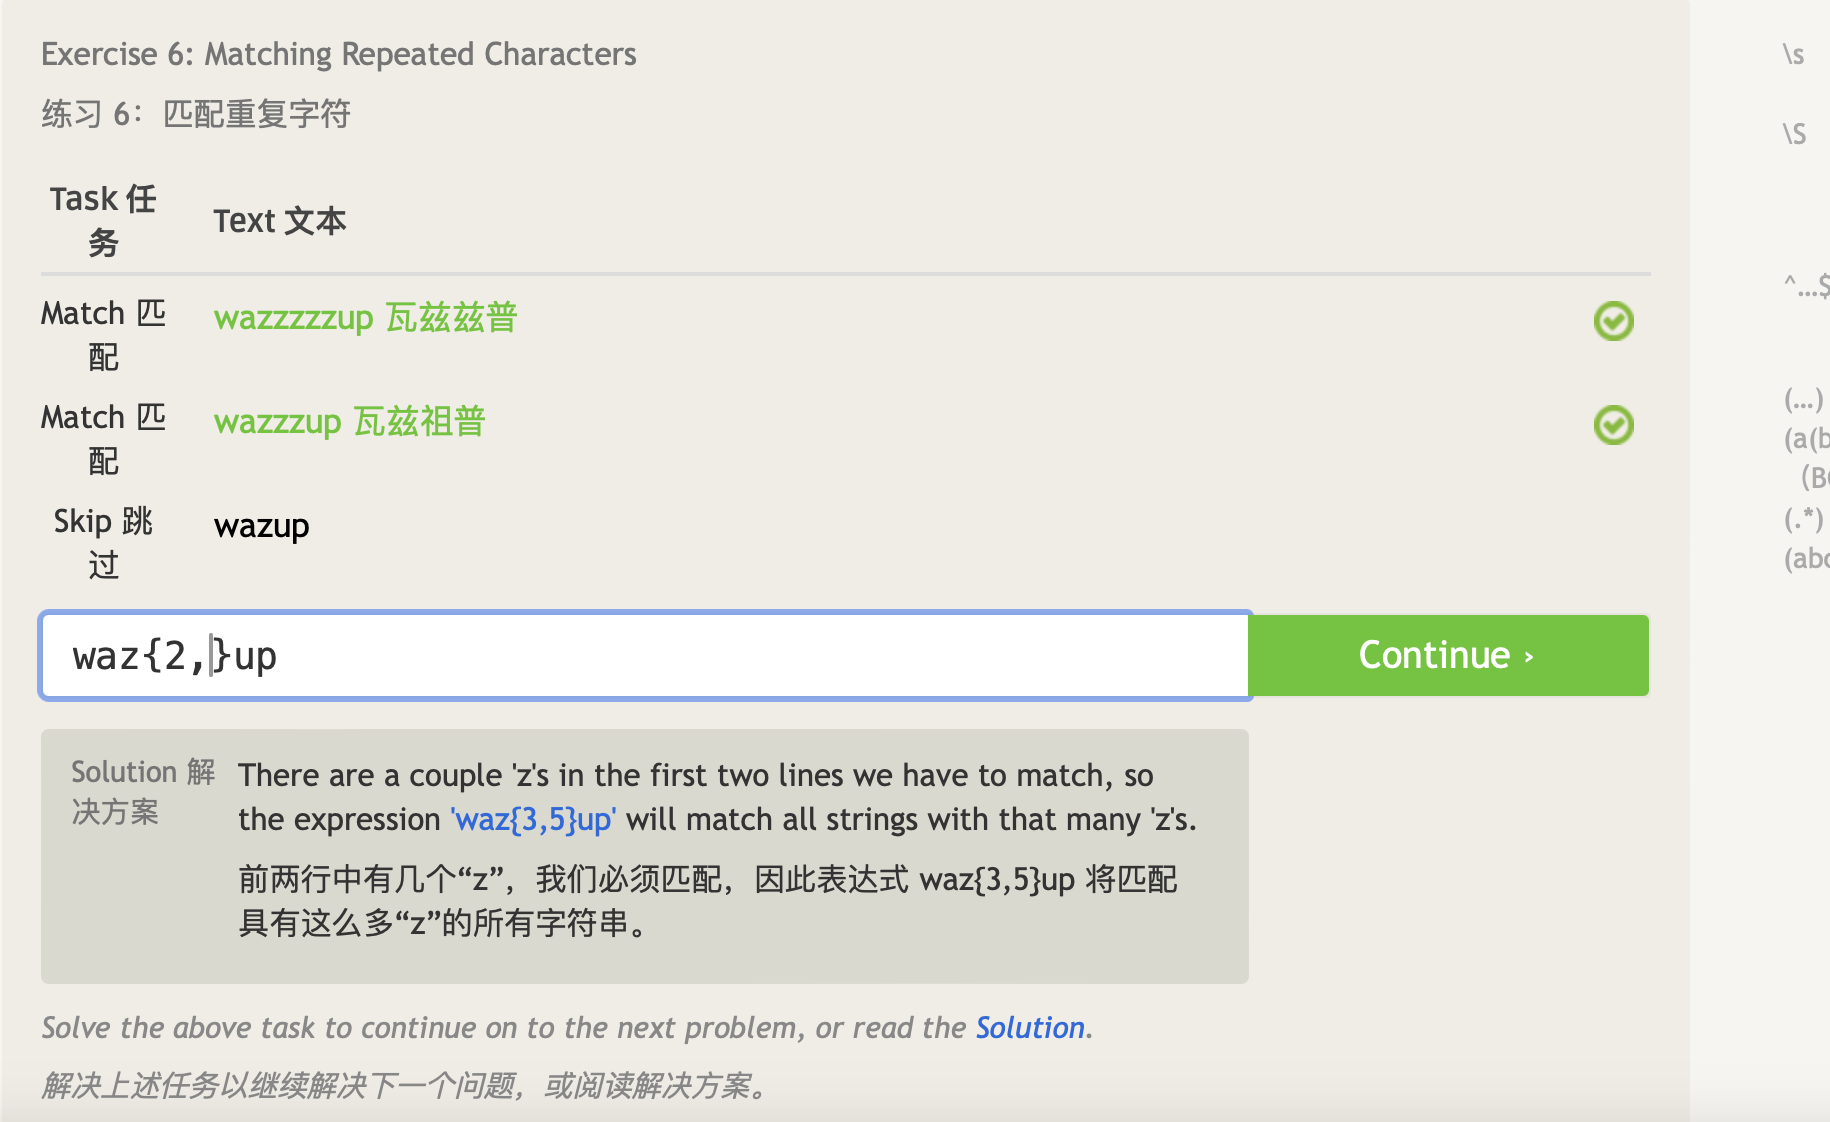 Exercise 6: Matching Repeated Characters
练习 6：匹配重复字符
Task 任
务
Text 文本
Match 匹
配
wazzzzzup 瓦兹兹普
Match 匹
配
wazzzup 瓦兹祖普
Skip 跳
过
wazup
waz{2,}up
Continue ›
Solution 解
决方案
There are a couple 'z's in the first two lines we have to match, so
the expression 'waz{3,5}up' will match all strings with that many 'z's.
前两行中有几个“z”，我们必须匹配，因此表达式 waz{3,5}up 将匹配
具有这么多“z”的所有字符串。
Solve the above task to continue on to the next problem, or read the Solution.
解决上述任务以继续解决下一个问题，或阅读解决方案。
\s
\S
^…$
(…)
(a(b
(.*)
(abc